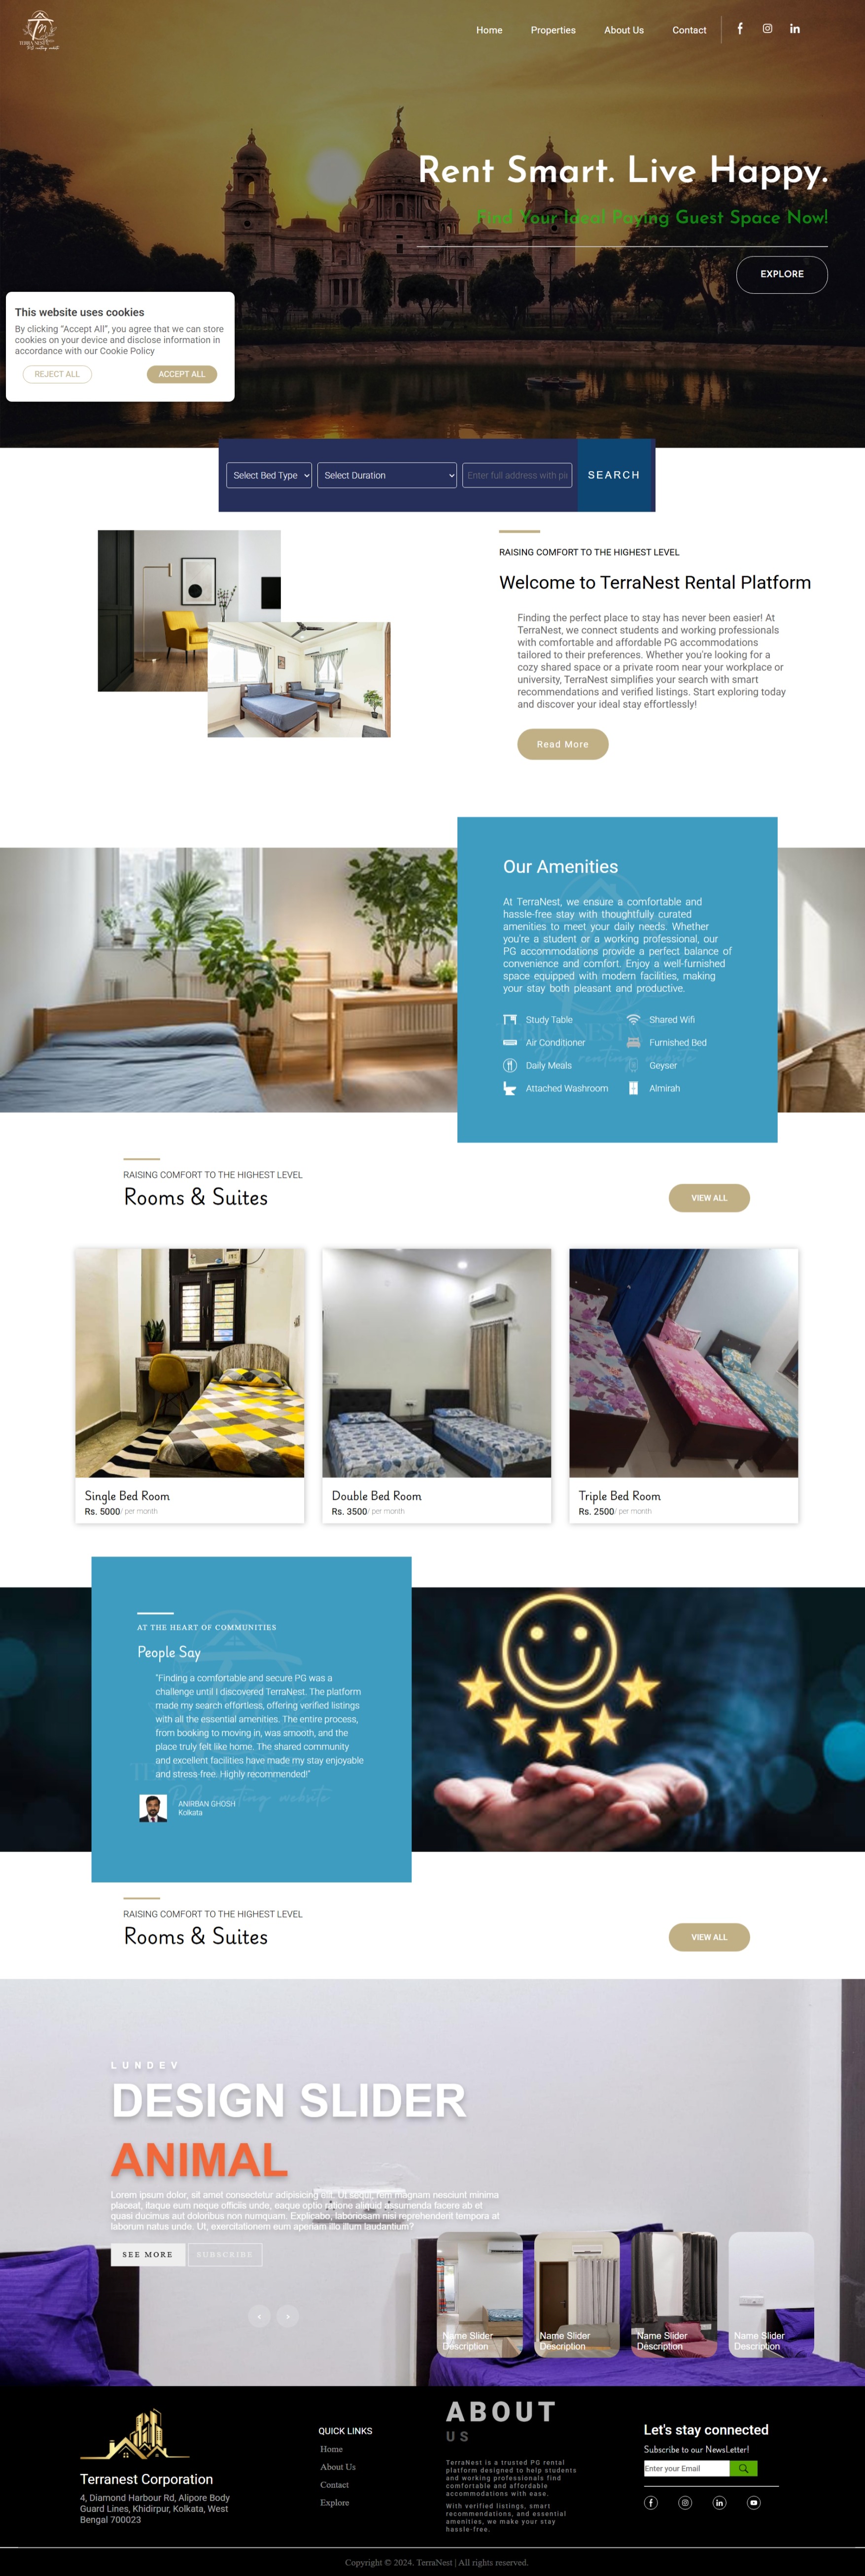 TERRA NEST
PG renting website
Home
Properties
About Us
Contact
Rent Smart. Live Happy.
Find Your Ideal Paying Guest Space Now!
EXPLORE
This website uses cookies
By clicking “Accept All”, you agree that we can store
cookies on your device and disclose information in
accordance with our Cookie Policy
REJECT ALL
ACCEPT ALL
Select Bed Type
Select Duration
Enter full address with pi
SEARCH
RAISING COMFORT TO THE HIGHEST LEVEL
Welcome to TerraNest Rental Platform
Finding the perfect place to stay has never been easier! At
TerraNest, we connect students and working professionals
with comfortable and affordable PG accommodations
tailored to their preferences. Whether you're looking for a
cozy shared space or a private room near your workplace or
university, TerraNest simplifies your search with smart
recommendations and verified listings. Start exploring today
and discover your ideal stay effortlessly!
Read More
Our Amenities
At TerraNest, we ensure a comfortable and
hassle-free stay with thoughtfully curated
amenities to meet your daily needs. Whether
you're a student or a working professional, our
PG accommodations provide a perfect balance of
convenience and comfort. Enjoy a well-furnished
space equipped with modern facilities, making
your stay both pleasant and productive.
Study Table
Shared Wifi
Air Conditioner
Furnished Bed
Daily Meals
Geyser
Attached Washroom
Almirah
RAISING COMFORT TO THE HIGHEST LEVEL
Rooms & Suites
VIEW ALL
Single Bed Room
Rs. 5000/ per month
Double Bed Room
Rs. 3500/ per month
Triple Bed Room
Rs. 2500/ per month
AT THE HEART OF COMMUNITIES
People Say
"Finding a comfortable and secure PG was a
challenge until I discovered TerraNest. The platform
made my search effortless, offering verified listings
with all the essential amenities. The entire process,
from booking to moving in, was smooth, and the
place truly felt like home. The shared community
and excellent facilities have made my stay enjoyable
and stress-free. Highly recommended!"
ANIRBAN GHOSH
Kolkata
RAISING COMFORT TO THE HIGHEST LEVEL
Rooms & Suites
VIEW ALL
LUNDEV
DESIGN SLIDER
ANIMAL
Lorem ipsum dolor, sit amet consectetur adipisicing elit. Ut sequi, rem magnam nesciunt minima
placeat, itaque eum neque officiis unde, eaque optio ratione aliquid assumenda facere ab et
quasi ducimus aut doloribus non numquam. Explicabo, laboriosam nisi reprehenderit tempora at
laborum natus unde. Ut, exercitationem eum aperiam illo illum laudantium?
SEE MORE
SUBSCRIBE
Name Slider
Description
Name Slider
Description
Name Slider
Description
Name Slider
Description
Terranest Corporation
4, Diamond Harbour Rd, Alipore Body
Guard Lines, Khidirpur, Kolkata, West
Bengal 700023
QUICK LINKS
Home
About Us
Contact
Explore
ABOUT
US
TerraNest is a trusted PG rental
platform designed to help students
and working professionals find
comfortable and affordable
accommodations with ease.
With verified listings, smart
recommendations, and essential
amenities, we make your stay
hassle-free.
Let's stay connected
Subscribe to our NewsLetter!
Enter your Email
Copyright © 2024. TerraNest | All rights reserved.